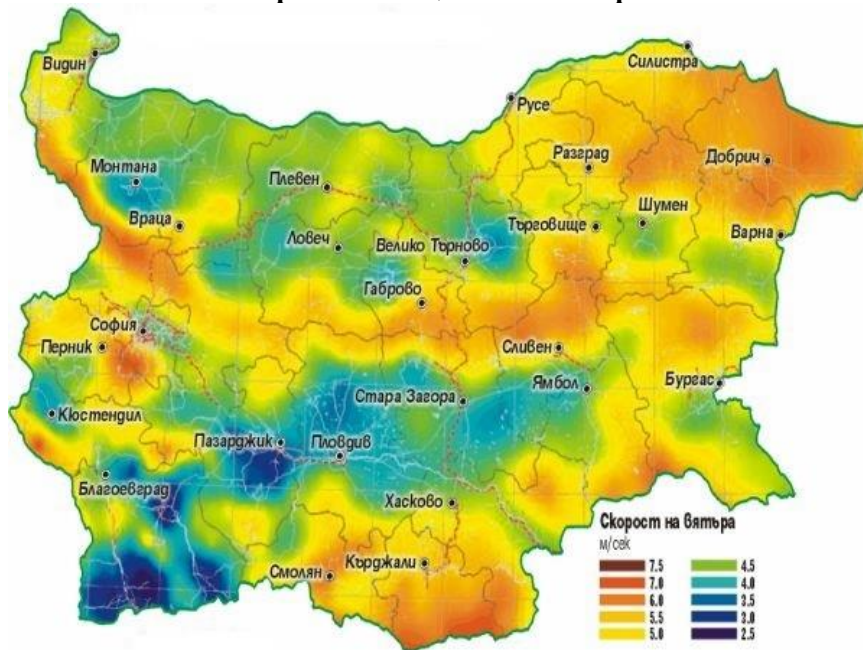 Видин
Силистра
Русе
Монтана
Плевен
Разград
Добрич
Враца
Ловеч
Велико Търново
Търговище
Шумен
Варна
Габрово
София
Перник
Сливен
Кюстендил
Стара Загора
Ямбол
Бургас
Пазарджик
Пловдив
Благоевград
Хасково
Смолян
Кърджали
Скорост на вятъра
м/сек
7.5 4.5
7.0 4.0
6.0 3.5
5.5 3.0
5.0 2.5